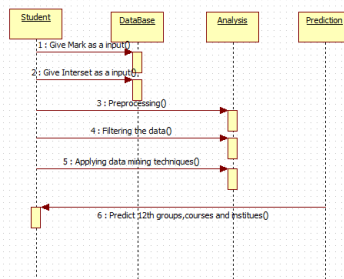 Student
DataBase
Analysis
Prediction
1 : Give Mark as a input()
2 : Give Interset as a input()
3 : Preprocessing()
4 : Filtering the data()
5 : Applying data mining techniques()
6 : Predict 12th groups,courses and institues()